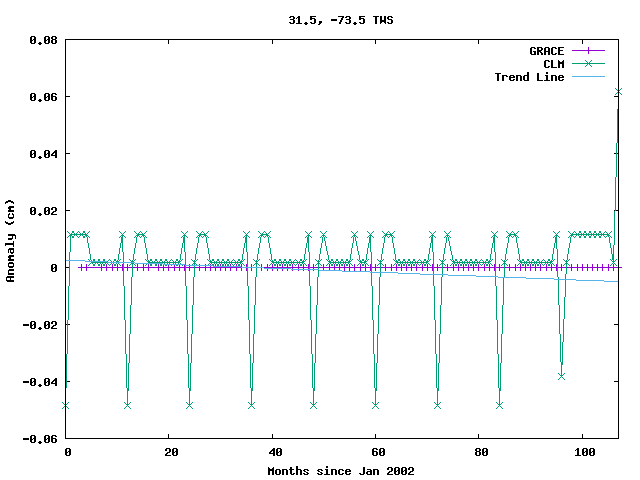 31.5, -73.5 TWS
0.08
GRACE
CLM
Trend Line
0.06
0.04
0.02
0
-0.02
-0.04
-0.06
Anomaly (cm)
0 20 40 60 80 100
Months since Jan 2002